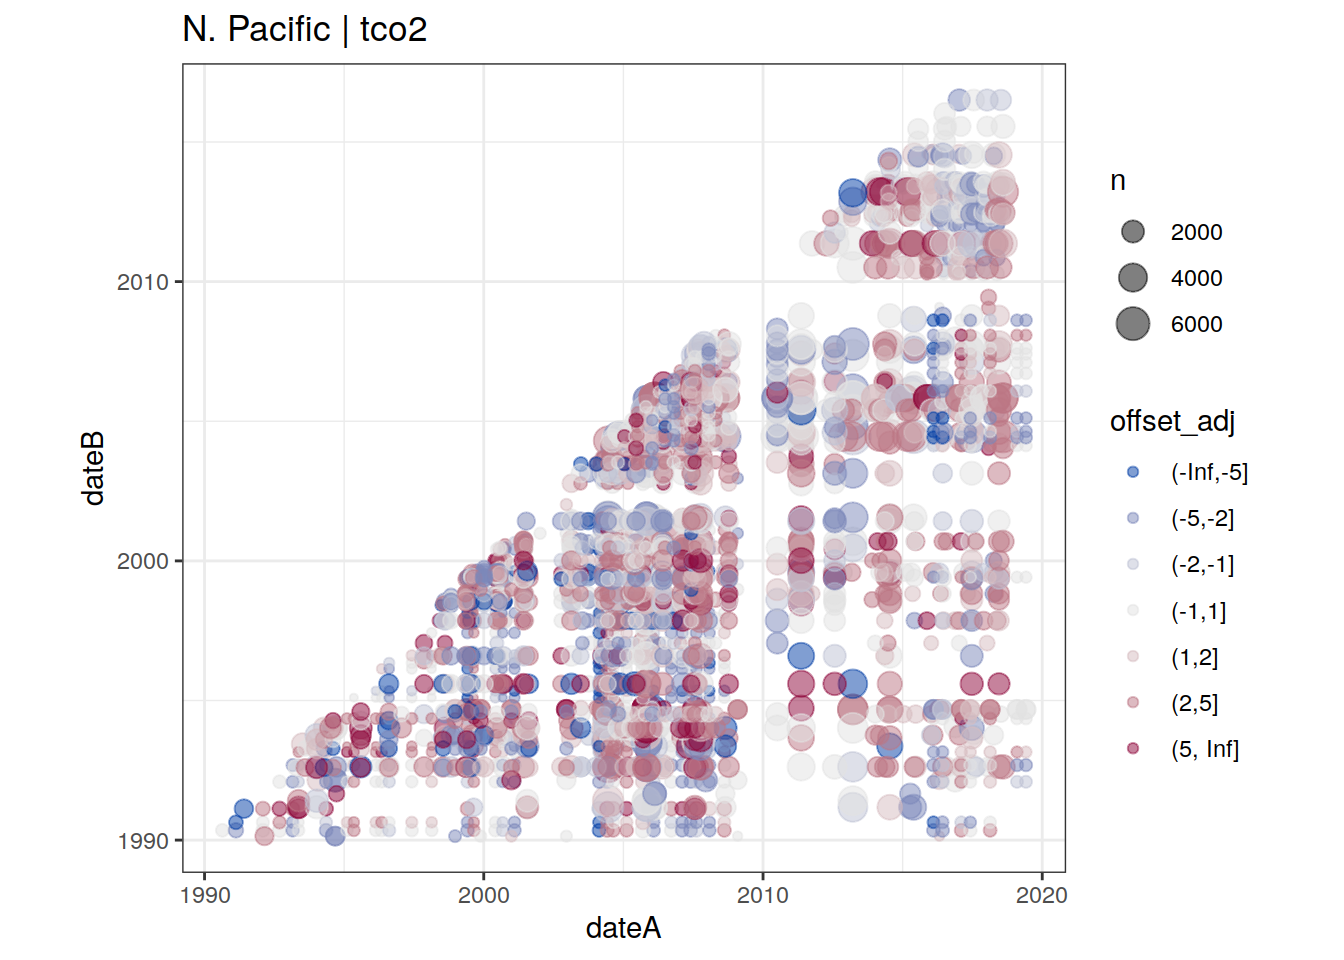 N. Pacific | tco2
dateB
2010
2000
1990
1990
2000
2010
2020
dateA
n
2000
4000
6000
offset_adj
(-Inf,-5]
(-5,-2]
(-2,-1]
(-1,1]
(1,2]
(2,5]
(5, Inf]